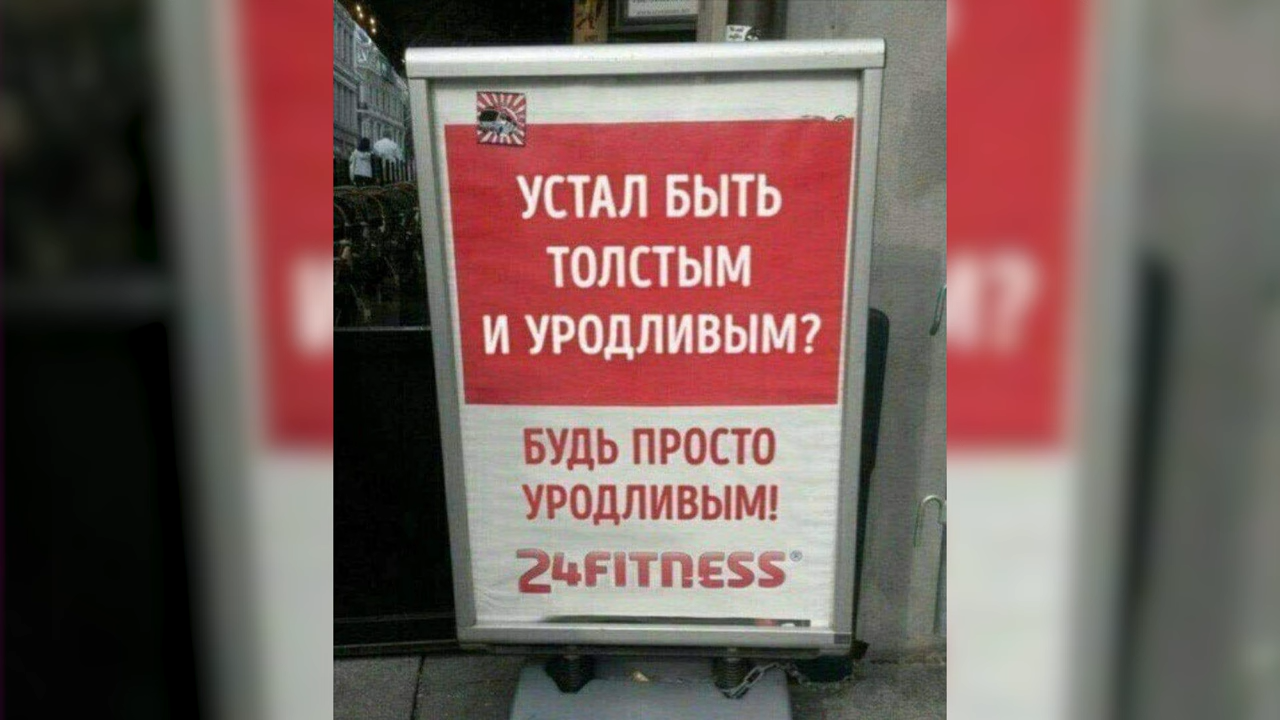 УСТАЛ БЫТЬ
ТОЛСТЫМ
И УРОДЛИВЫМ?
БУДЬ ПРОСТО
УРОДЛИВЫМ!
24FITNESS®